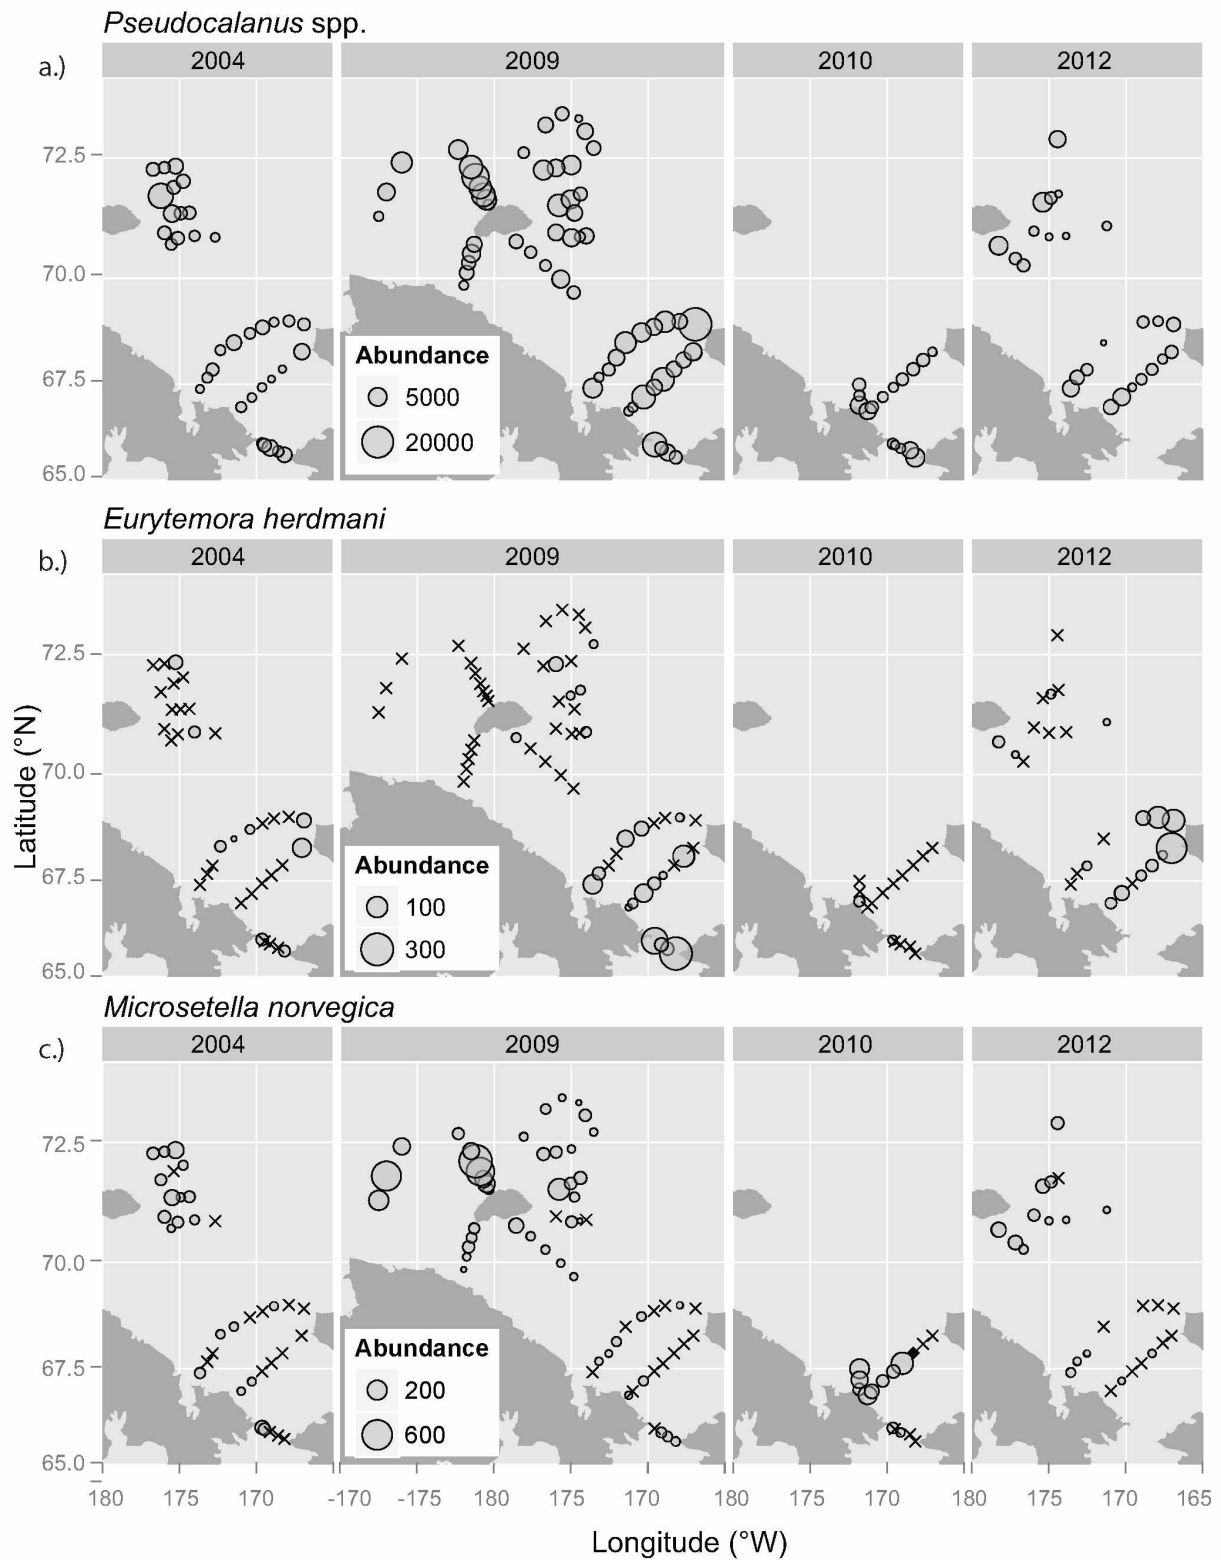 Pseudocalanus spp.
a.)
2004 2009 2010 2012
72.5
70.0
67.5
65.0
Abundance
5000
20000
Eurytemora herdmani
b.)
2004 2009 2010 2012
72.5
70.0
67.5
65.0
Abundance
100
300
Latitude (°N)
Microsetella norvegica
c.)
2004 2009 2010 2012
72.5
70.0
67.5
65.0
Abundance
200
600
180 175 170 -170 -175 180 175 170 180 175 170 180 175 170 165
Longitude (°W)